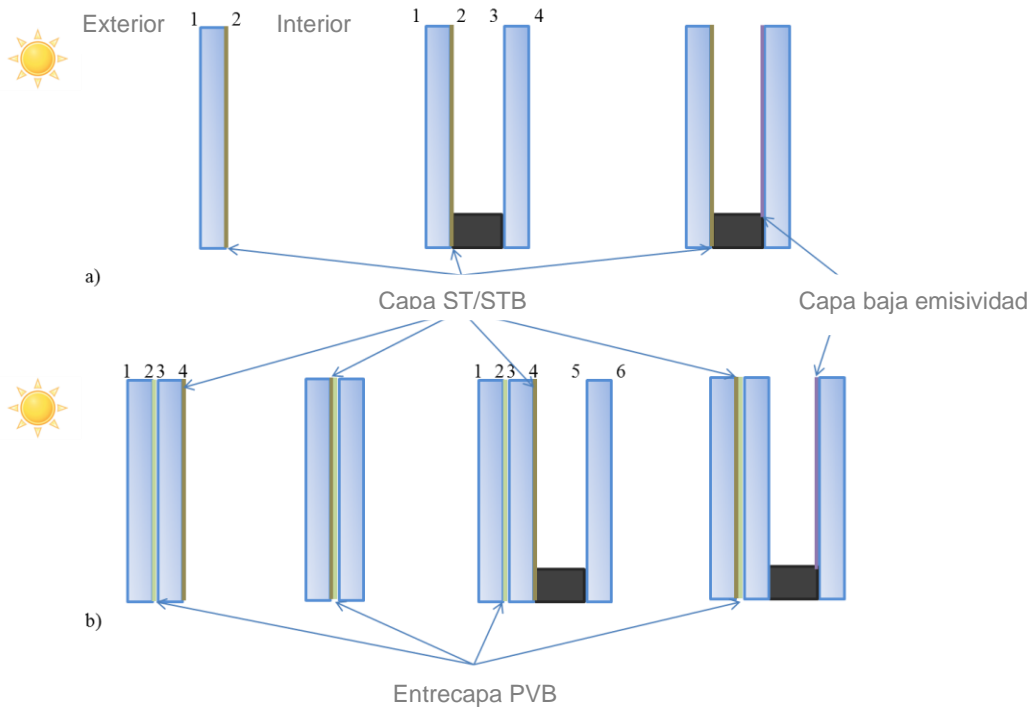 Exterior
Interior
1 2
1 2 3 4
a)
Capa ST/STB
Capa baja emisividad
1 2 3 4
1 2 3 4 5 6
b)
Entrecapa PVB